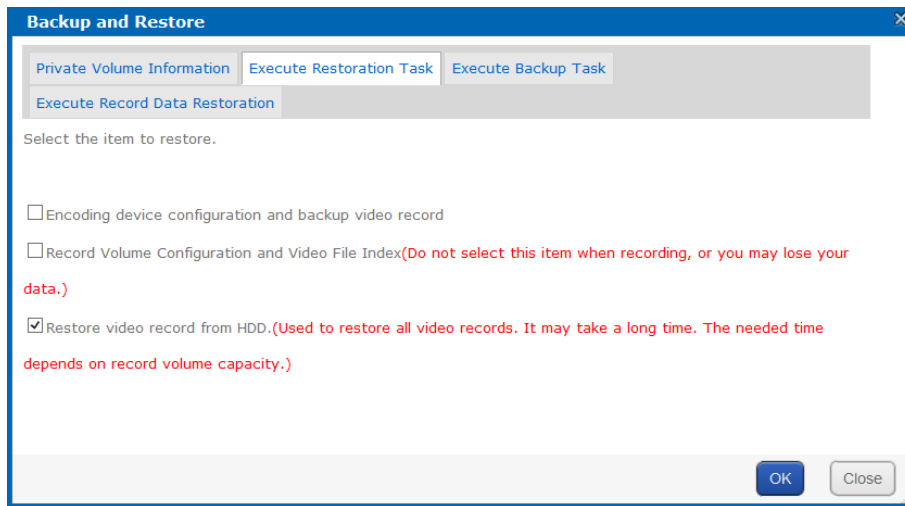 Backup and Restore
Private Volume Information Execute Restoration Task Execute Backup Task
Execute Record Data Restoration
Select the item to restore.
Encoding device configuration and backup video record
Record Volume Configuration and Video File Index(Do not select this item when recording, or you may lose your
data.)
Restore video record from HDD.(Used to restore all video records. It may take a long time. The needed time
depends on record volume capacity.)
OK Close